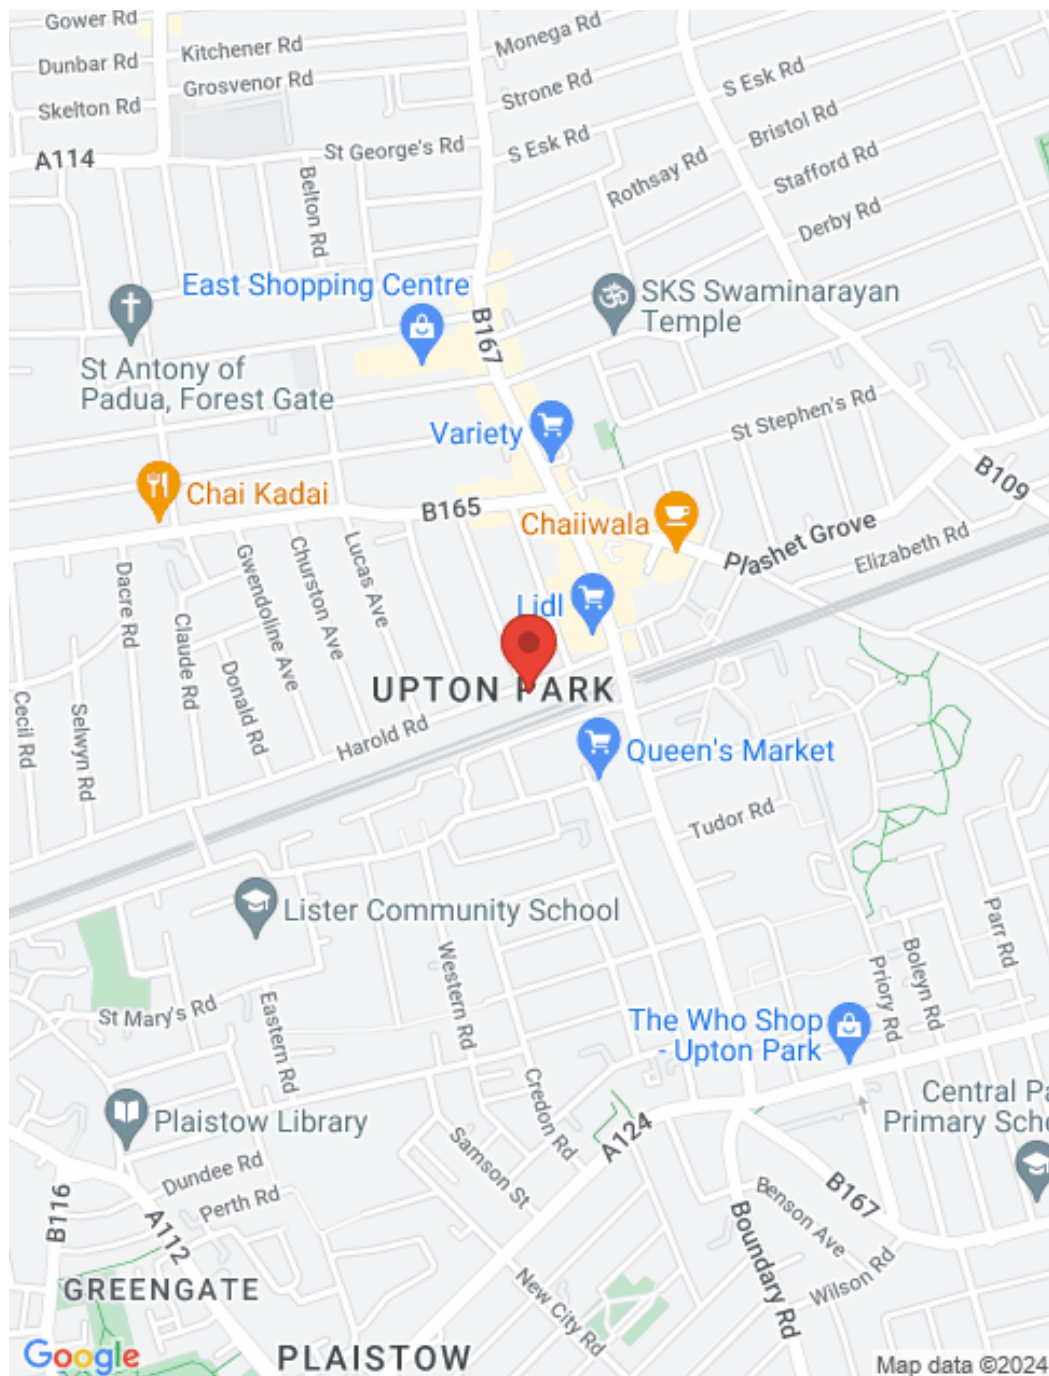 Gower Rd
Monega Rd
Kitchener Rd
Dunbar Rd
Grosvenor Rd
Strone Rd
S Esk Rd
Skelton Rd
Bristol Rd
A114
St George's Rd
S Esk Rd
Stafford Rd
Belton Rd
Rothsay Rd
Derby Rd
East Shopping Centre
SKS Swaminarayan
Temple
B167
St Antony of
Padua, Forest Gate
St Stephen's Rd
Variety
B109
Chai Kadai
B165
Chaiiwala
Plashet Grove
Elizabeth Rd
Dacre Rd
Gwendoline Ave
Churston Ave
Lucas Ave
Claude Rd
Lidl
Donald Rd
UPTON PARK
Cecil Rd
Selwyn Rd
Harold Rd
Queen's Market
Tudor Rd
Lister Community School
Western Rd
Parr Rd
Boleyn Rd
Priory Rd
St Mary's Rd
Eastern Rd
The Who Shop
- Upton Park
Credon Rd
Central Pa
Primary Scho
Plaistow Library
A124
Samson St
Dundee Rd
Perth Rd
B116
A112
B167
Benson Ave
Boundary Rd
Wilson Rd
GREENGATE
New City Rd
PLAISTOW
Google
Map data ©2024